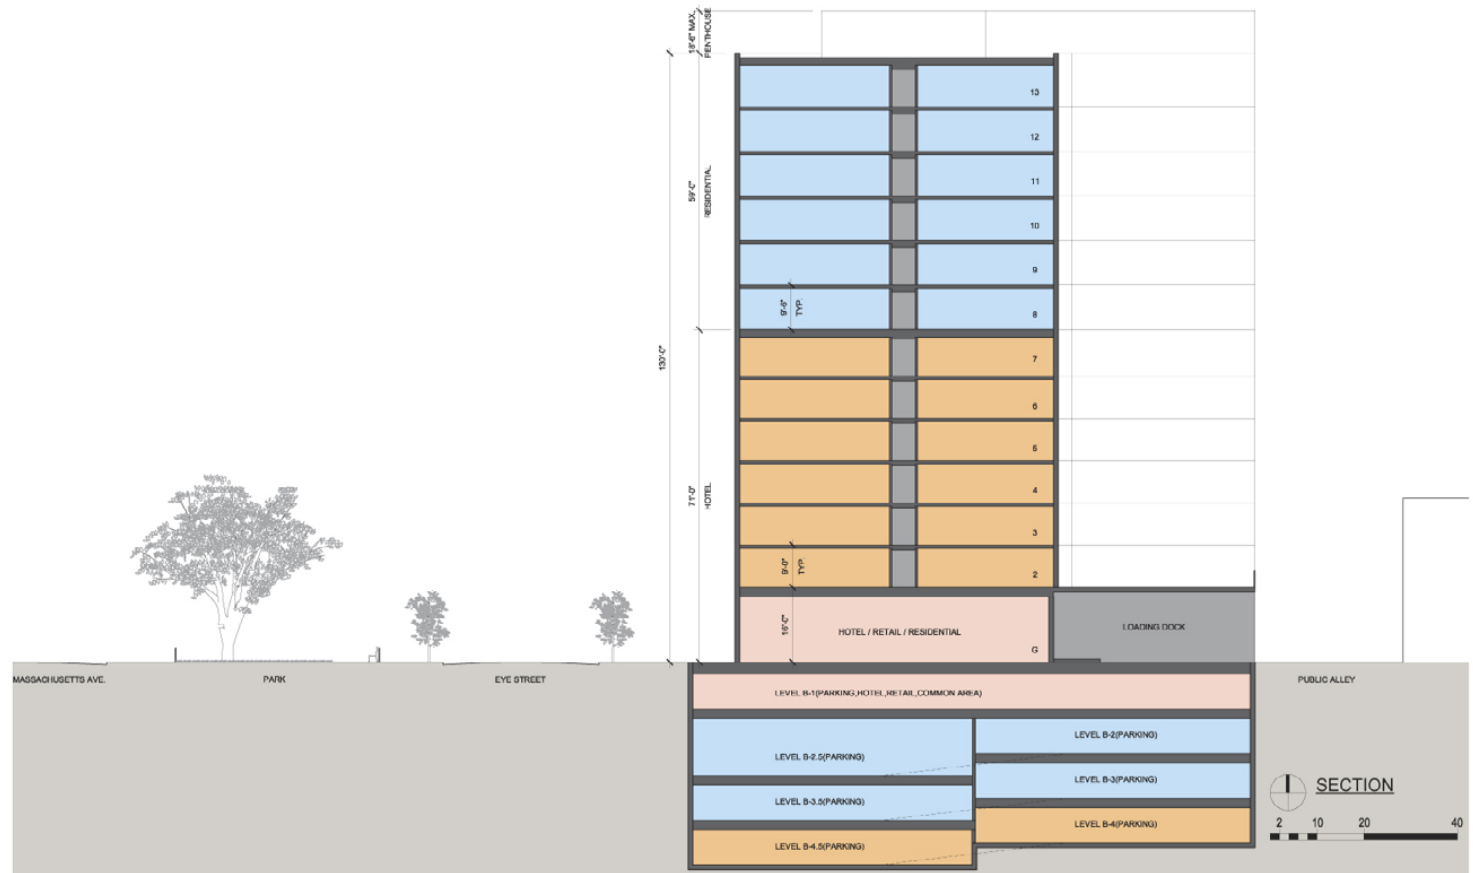 18'-6" MAX.
PENTHOUSE
13
12
11
10
9
8
59'-0"
RESIDENTIAL
9'-6"
TYP.
130'-0"
7
6
5
4
3
2
71'-0"
HOTEL
9'-0"
TYP.
16'-0"
HOTEL / RETAIL / RESIDENTIAL
G
LOADING DOCK
MASSACHUSETTS AVE.
PARK
EYE STREET
PUBLIC ALLEY
LEVEL B-1(PARKING,HOTEL,RETAIL,COMMON AREA)
LEVEL B-2(PARKING)
LEVEL B-2.5(PARKING)
LEVEL B-3(PARKING)
LEVEL B-3.5(PARKING)
LEVEL B-4(PARKING)
LEVEL B-4.5(PARKING)
SECTION
2 10 20 40